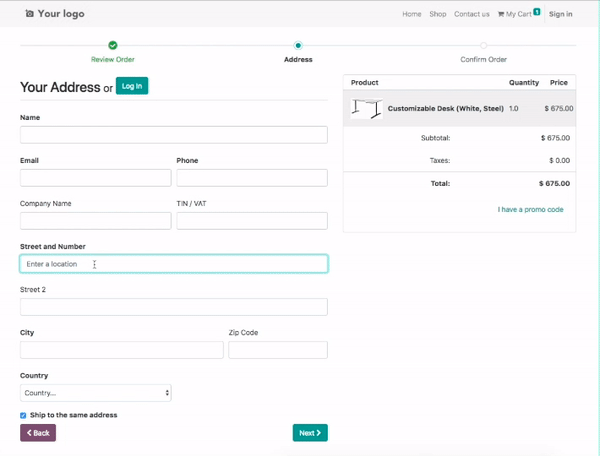 Your logo
Home Shop Contact us My Cart 1 Sign in
Review Order Address Confirm Order
Your Address or Log In
Name
Email Phone
Company Name TIN / VAT
Street and Number
Enter a location
Street 2
City Zip Code
Country
Country...
Ship to the same address
Back Next
Product Quantity Price
Customizable Desk (White, Steel) 1.0 $ 675.00
Subtotal: $ 675.00
Taxes: $ 0.00
Total: $ 675.00
I have a promo code